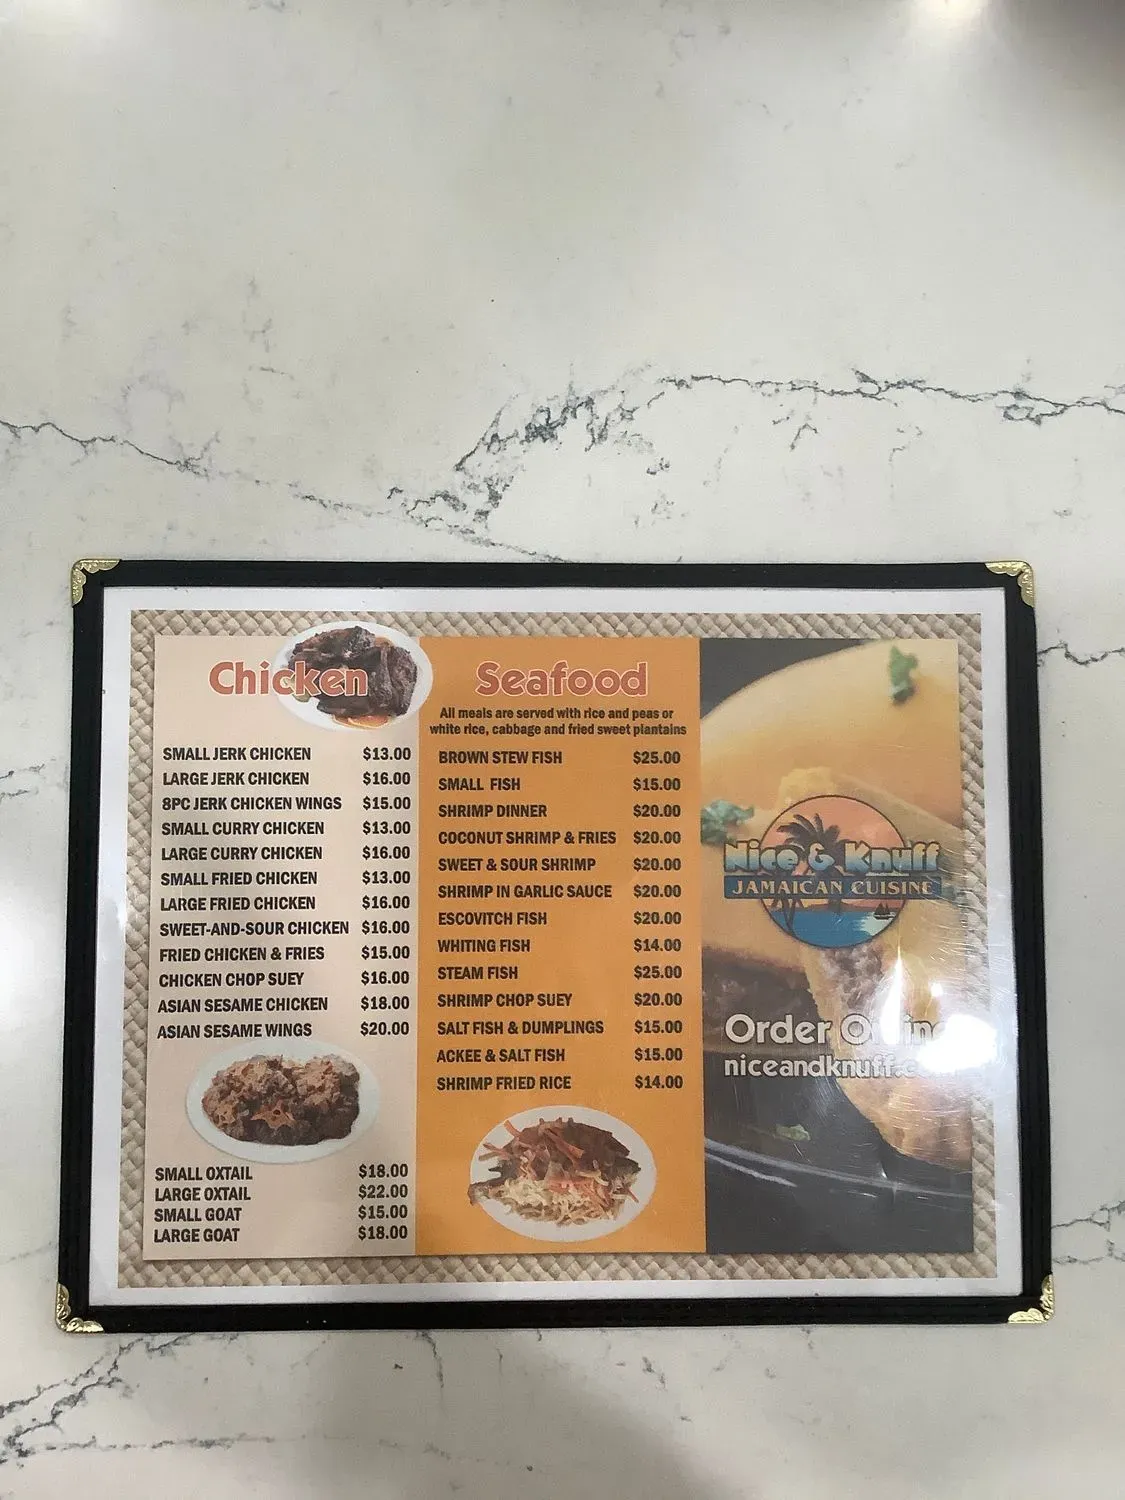 Chicken
SMALL JERK CHICKEN $13.00
LARGE JERK CHICKEN $16.00
8PC JERK CHICKEN WINGS $15.00
SMALL CURRY CHICKEN $13.00
LARGE CURRY CHICKEN $16.00
SMALL FRIED CHICKEN $13.00
LARGE FRIED CHICKEN $16.00
SWEET-AND-SOUR CHICKEN $16.00
FRIED CHICKEN & FRIES $15.00
CHICKEN CHOP SUEY $16.00
ASIAN SESAME CHICKEN $18.00
ASIAN SESAME WINGS $20.00
SMALL OXTAIL $18.00
LARGE OXTAIL $22.00
SMALL GOAT $15.00
LARGE GOAT $18.00
Seafood
All meals are served with rice and peas or
white rice, cabbage and fried sweet plantains
BROWN STEW FISH $25.00
SMALL FISH $15.00
SHRIMP DINNER $20.00
COCONUT SHRIMP & FRIES $20.00
SWEET & SOUR SHRIMP $20.00
SHRIMP IN GARLIC SAUCE $20.00
ESCOVITCH FISH $20.00
WHITING FISH $14.00
STEAM FISH $25.00
SHRIMP CHOP SUEY $20.00
SALT FISH & DUMPLINGS $15.00
ACKEE & SALT FISH $15.00
SHRIMP FRIED RICE $14.00
Nice & Knuff
JAMAICAN CUISINE
Order Online
niceandknuff.c